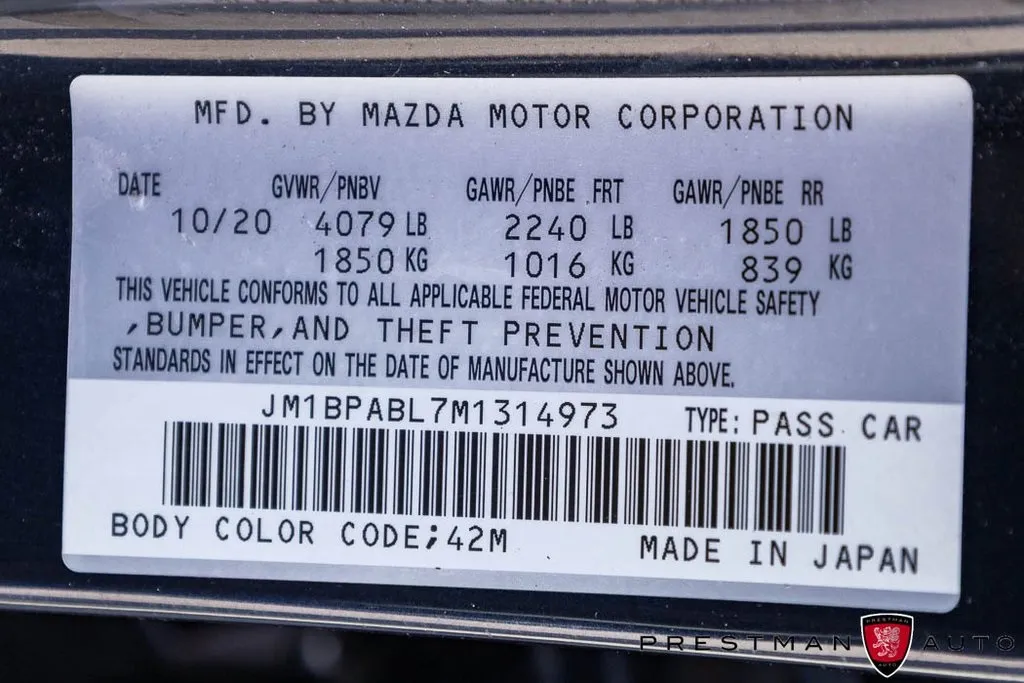 MFD. BY MAZDA MOTOR CORPORATION
DATE GVWR/PNBV GAWR/PNBE FRT GAWR/PNBE RR
10/20 4079 LB 2240 LB 1850 LB
1850 KG 1016 KG 839 KG
THIS VEHICLE CONFORMS TO ALL APPLICABLE FEDERAL MOTOR VEHICLE SAFETY
,BUMPER,AND THEFT PREVENTION
STANDARDS IN EFFECT ON THE DATE OF MANUFACTURE SHOWN ABOVE.
JM1BPABL7M1314973 TYPE: PASS CAR
BODY COLOR CODE;42M MADE IN JAPAN
PRESTMAN PRESTMAN AUTO
AUTO